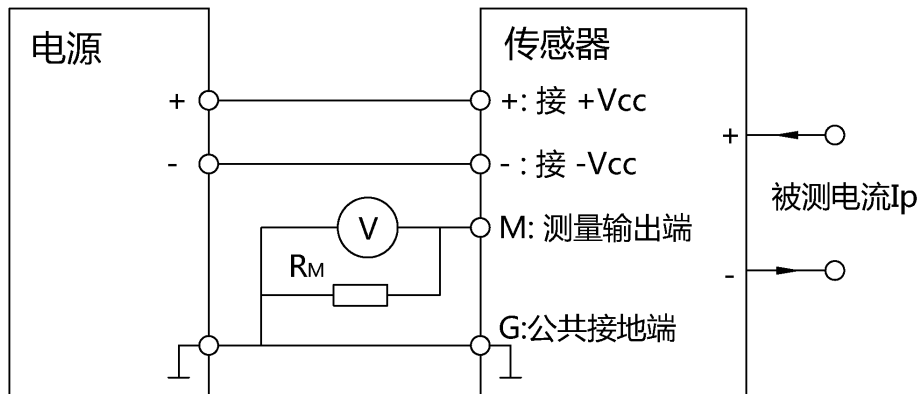 电源
传感器
+
+: 接 +Vcc
+
-
- : 接 -Vcc
被测电流Ip
V
M: 测量输出端
RM
-
G:公共接地端